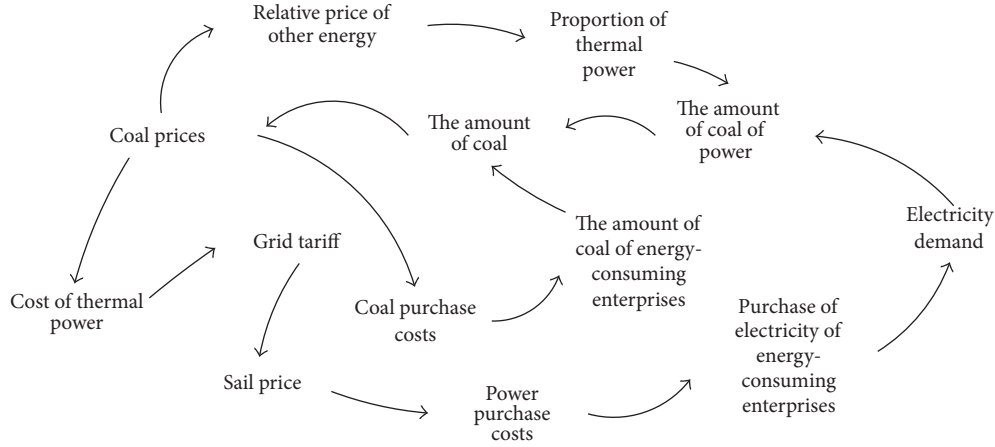 Relative price of
other energy
Proportion of
thermal
power
Coal prices
The amount
of coal
The amount
of coal of
power
Electricity
demand
Grid tariff
The amount of
coal of energy-
consuming
enterprises
Cost of thermal
power
Coal purchase
costs
Purchase of
electricity of
energy-
consuming
enterprises
Sail price
Power
purchase
costs